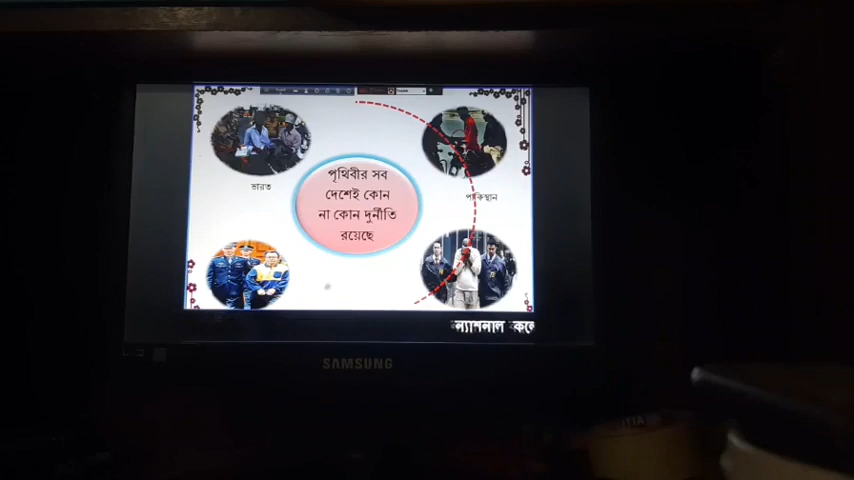 পৃথিবীর সব
দেশেই কোন
না কোন দুর্নীতি
রয়েছে
ভারত
পাকিস্থান
ন্যাশনাল
SAMSUNG